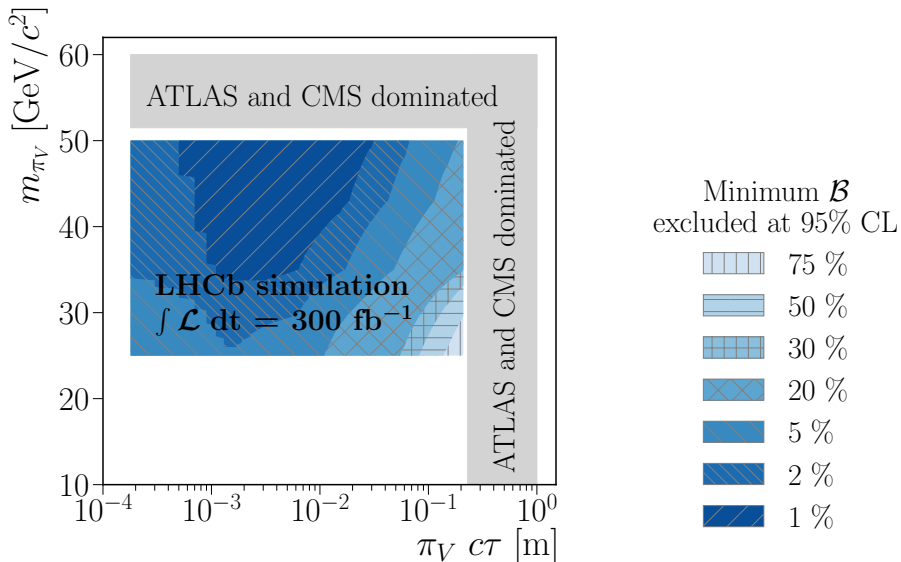 m_{π_V} [GeV/c²]
60
50
40
30
20
10
ATLAS and CMS dominated
ATLAS and CMS dominated
LHCb simulation
∫ 𝓛 dt = 300 fb⁻¹
10⁻⁴
10⁻³
10⁻²
10⁻¹
10⁰
π_V cτ [m]
Minimum 𝓑
excluded at 95% CL
75 %
50 %
30 %
20 %
5 %
2 %
1 %